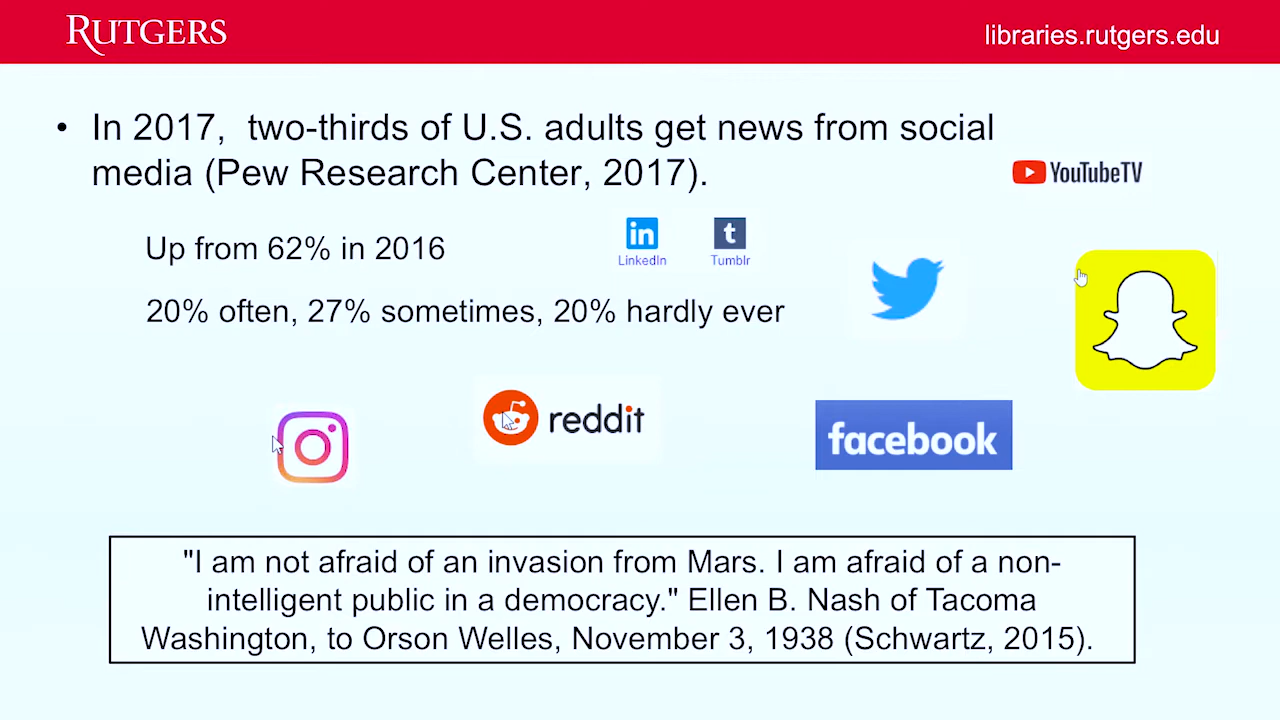 RUTGERS
libraries.rutgers.edu
• In 2017, two-thirds of U.S. adults get news from social
media (Pew Research Center, 2017).
YouTubeTV
Up from 62% in 2016
in
LinkedIn
t
Tumblr
20% often, 27% sometimes, 20% hardly ever
reddit
facebook
"I am not afraid of an invasion from Mars. I am afraid of a non-
intelligent public in a democracy." Ellen B. Nash of Tacoma
Washington, to Orson Welles, November 3, 1938 (Schwartz, 2015).